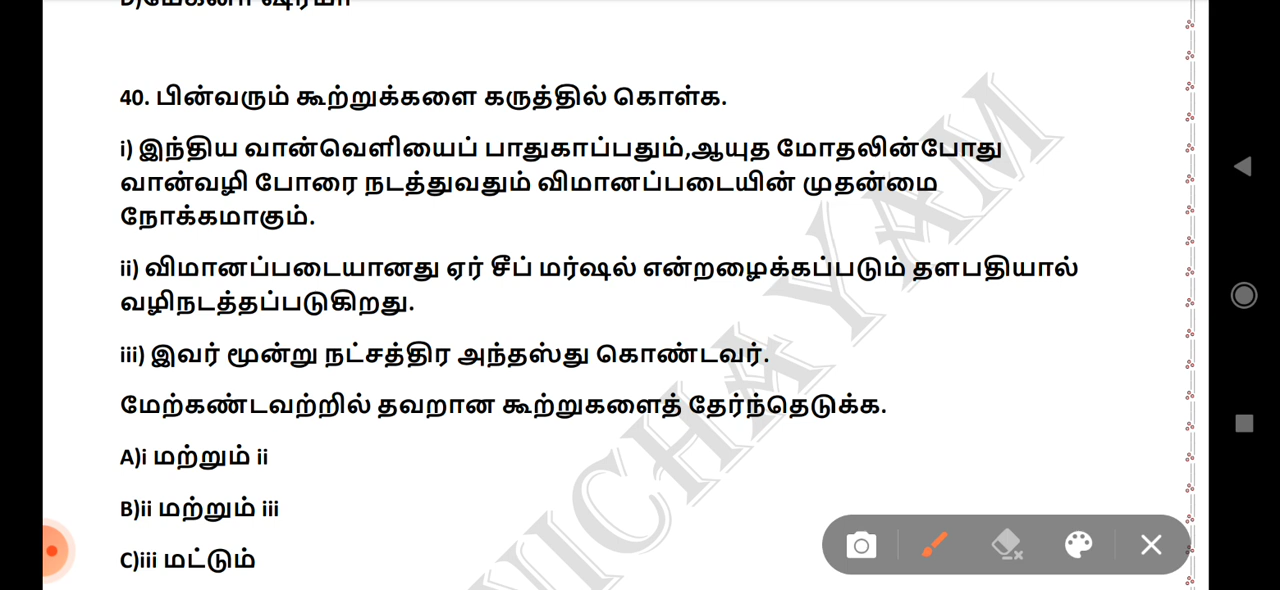 D)மேகனா ஷிரீயா
40. பின்வரும் கூற்றுக்களை கருத்தில் கொள்க.
i) இந்திய வான்வெளியைப் பாதுகாப்பதும்,ஆயுத மோதலின்போது
வான்வழி போரை நடத்துவதும் விமானப்படையின் முதன்மை
நோக்கமாகும்.
ii) விமானப்படையானது ஏர் சீப் மர்ஷல் என்றழைக்கப்படும் தளபதியால்
வழிநடத்தப்படுகிறது.
iii) இவர் மூன்று நட்சத்திர அந்தஸ்து கொண்டவர்.
மேற்கண்டவற்றில் தவறான கூற்றுகளைத் தேர்ந்தெடுக்க.
A)i மற்றும் ii
B)ii மற்றும் iii
C)iii மட்டும்
NICHAYAM